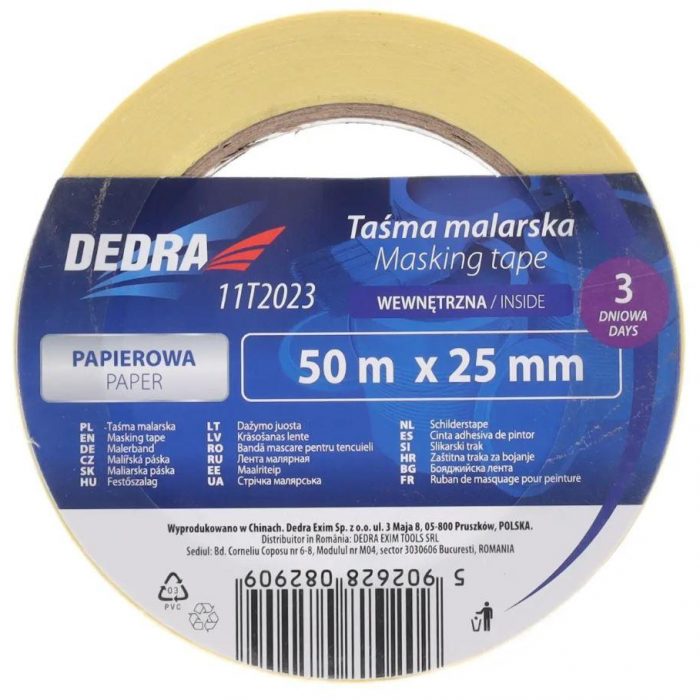 DEDRA
11T2023
Taśma malarska
Masking tape
WEWNĘTRZNA / INSIDE
3
DNIOWA
DAYS
PAPIEROWA
PAPER
50 m x 25 mm
PL -Taśma malarska
EN Masking tape
DE Malerband
CZ Malířská páska
SK Maliarska páska
HU Festőszalag
LT Dažymo juosta
LV Krāsošanas lente
RO Bandă mascare pentru tencuieli
RU Лента малярная
EE Maalriteip
UA Стрічка малярська
NL Schilderstape
ES Cinta adhesiva de pintor
SI Slikarski trak
HR Zaštitna traka za bojanje
BG Бояджийска лента
FR Ruban de masquage pour peinture
Wyprodukowano w Chinach. Dedra Exim Sp. z o.o. ul. 3 Maja 8, 05-800 Pruszków, POLSKA.
Distribuitor în România: DEDRA EXIM TOOLS SRL
Sediul: Bd. Corneliu Coposu nr 6-8, Modulul nr M04, sector 3030606 Bucuresti, ROMANIA
03
PVC
5 902628 082909